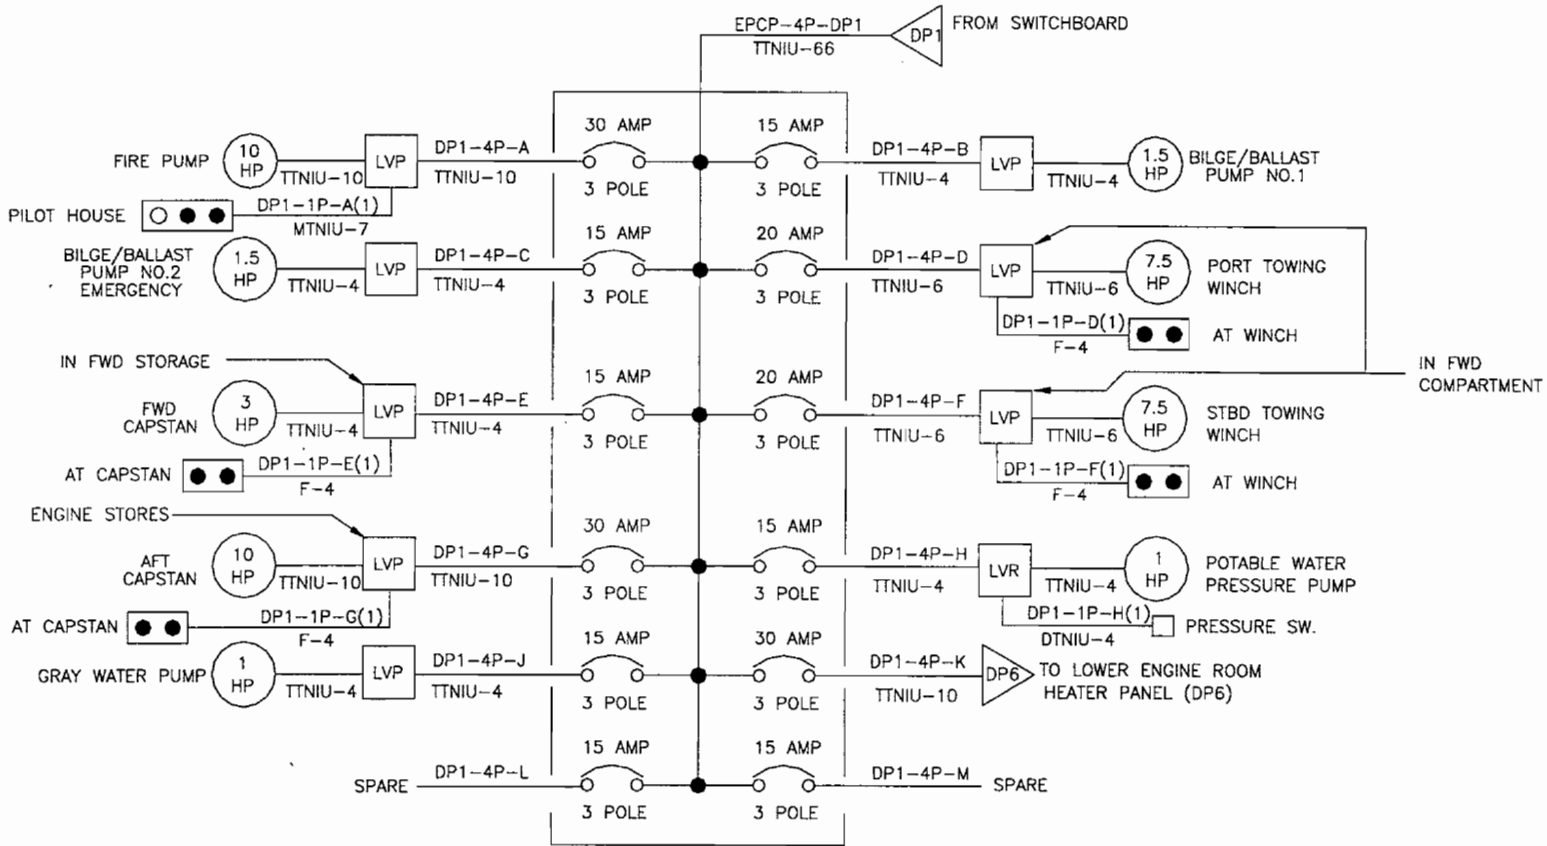 EPCP-4P-DP1
TTNIU-66
DP1
FROM SWITCHBOARD
FIRE PUMP
10
HP
TTNIU-10
LVP
DP1-4P-A
TTNIU-10
30 AMP
3 POLE
15 AMP
3 POLE
DP1-4P-B
TTNIU-4
LVP
TTNIU-4
1.5
HP
BILGE/BALLAST
PUMP NO.1
PILOT HOUSE
DP1-1P-A(1)
MTNIU-7
BILGE/BALLAST
PUMP NO.2
EMERGENCY
1.5
HP
TTNIU-4
LVP
DP1-4P-C
TTNIU-4
15 AMP
3 POLE
20 AMP
3 POLE
DP1-4P-D
TTNIU-6
LVP
TTNIU-6
7.5
HP
PORT TOWING
WINCH
DP1-1P-D(1)
F-4
AT WINCH
IN FWD STORAGE
FWD
CAPSTAN
3
HP
TTNIU-4
LVP
DP1-4P-E
TTNIU-4
15 AMP
3 POLE
20 AMP
3 POLE
DP1-4P-F
TTNIU-6
LVP
TTNIU-6
7.5
HP
STBD TOWING
WINCH
IN FWD
COMPARTMENT
AT CAPSTAN
DP1-1P-E(1)
F-4
DP1-1P-F(1)
F-4
AT WINCH
ENGINE STORES
AFT
CAPSTAN
10
HP
TTNIU-10
LVP
DP1-4P-G
TTNIU-10
30 AMP
3 POLE
15 AMP
3 POLE
DP1-4P-H
TTNIU-4
LVR
TTNIU-4
1
HP
POTABLE WATER
PRESSURE PUMP
AT CAPSTAN
DP1-1P-G(1)
F-4
DP1-1P-H(1)
DTNIU-4
PRESSURE SW.
GRAY WATER PUMP
1
HP
TTNIU-4
LVP
DP1-4P-J
TTNIU-4
15 AMP
3 POLE
30 AMP
3 POLE
DP1-4P-K
TTNIU-10
DP6
TO LOWER ENGINE ROOM
HEATER PANEL (DP6)
SPARE
DP1-4P-L
15 AMP
3 POLE
15 AMP
3 POLE
DP1-4P-M
SPARE